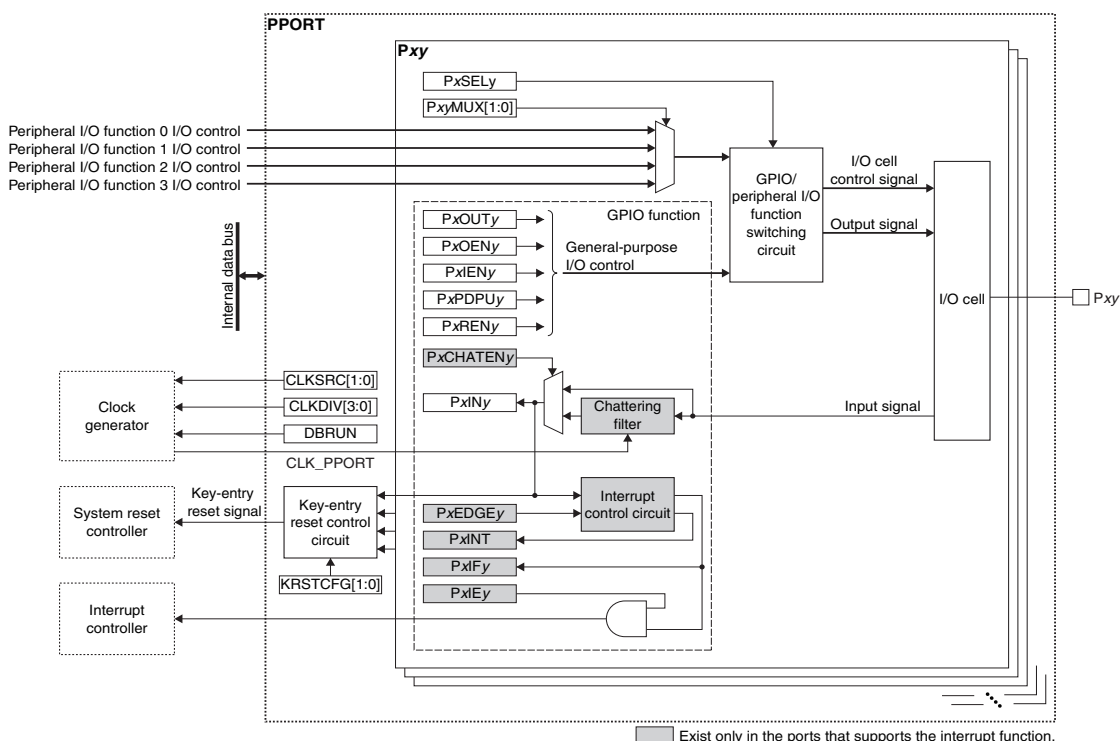 PPORT
Pxy
PxSELy
PxyMUX[1:0]
Peripheral I/O function 0 I/O control
Peripheral I/O function 1 I/O control
Peripheral I/O function 2 I/O control
Peripheral I/O function 3 I/O control
GPIO/
peripheral I/O
function
switching
circuit
I/O cell
control signal
Output signal
I/O cell
Pxy
GPIO function
PxOUTy
PxOENy
PxIENy
PxPDPUy
PxRENy
General-purpose
I/O control
Internal data bus
PxCHATENy
PxINy
Chattering
filter
Input signal
Clock
generator
CLKSRC[1:0]
CLKDIV[3:0]
DBRUN
CLK_PPORT
System reset
controller
Key-entry
reset signal
Key-entry
reset control
circuit
KRSTCFG[1:0]
Interrupt
control circuit
PxEDGEy
PxINT
PxIFy
PxIEy
Interrupt
controller
Exist only in the ports that supports the interrupt function.